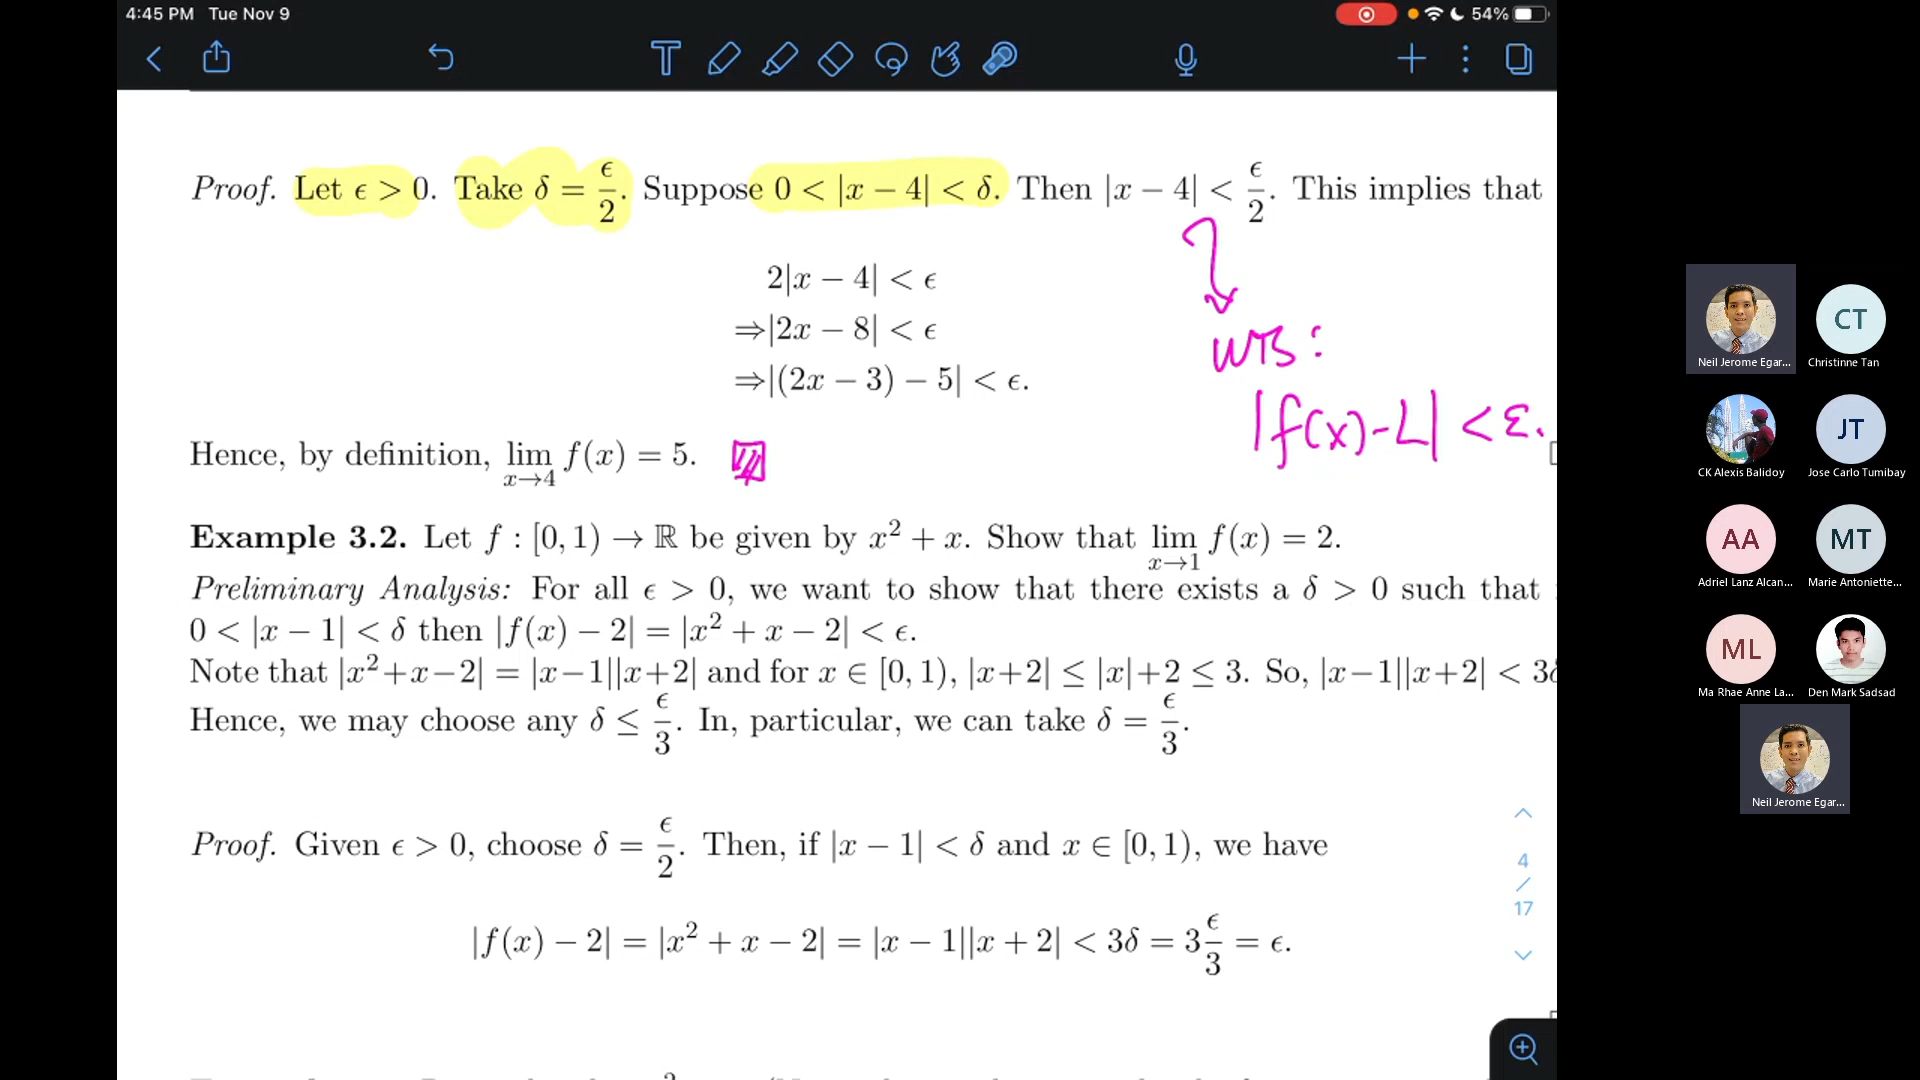 4:45 PM Tue Nov 9
54%
Proof. Let ϵ > 0. Take δ = ϵ/2. Suppose 0 < |x − 4| < δ. Then |x − 4| < ϵ/2. This implies that
2|x − 4| < ϵ
⇒|2x − 8| < ϵ
⇒|(2x − 3) − 5| < ϵ.
WTS:
|f(x)-L| < ε.
Hence, by definition, lim x→4 f(x) = 5.
Example 3.2. Let f : [0, 1) → ℝ be given by x² + x. Show that lim x→1 f(x) = 2.
Preliminary Analysis: For all ϵ > 0, we want to show that there exists a δ > 0 such that
0 < |x − 1| < δ then |f(x) − 2| = |x² + x − 2| < ϵ.
Note that |x²+x−2| = |x−1||x+2| and for x ∈ [0, 1), |x+2| ≤ |x|+2 ≤ 3. So, |x−1||x+2| < 3δ
Hence, we may choose any δ ≤ ϵ/3. In, particular, we can take δ = ϵ/3.
Proof. Given ϵ > 0, choose δ = ϵ/2. Then, if |x − 1| < δ and x ∈ [0, 1), we have
|f(x) − 2| = |x² + x − 2| = |x − 1||x + 2| < 3δ = 3ϵ/3 = ϵ.
4
/
17
Neil Jerome Egar...
CT
Christinne Tan
CK Alexis Balidoy
JT
Jose Carlo Tumibay
AA
Adriel Lanz Alcan...
MT
Marie Antoniette...
ML
Ma Rhae Anne La...
Den Mark Sadsad
Neil Jerome Egar...